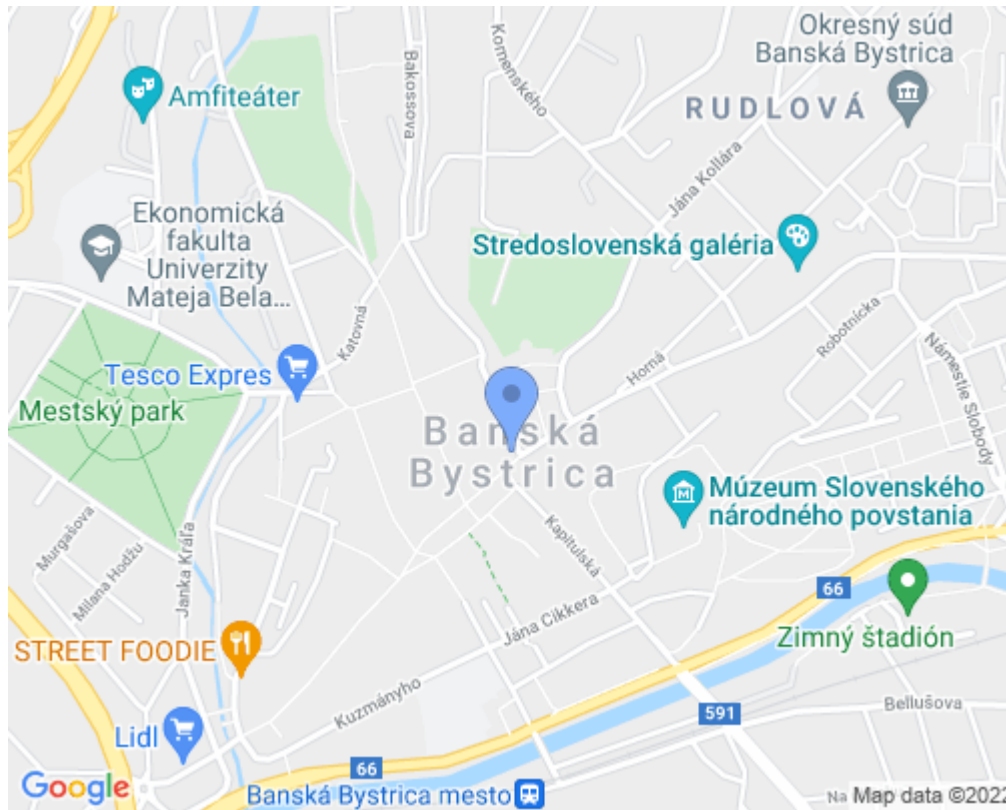 Okresný súd
Banská Bystrica
Komenského
Bakossova
Amfiteáter
RUDLOVÁ
Jána Kollára
Ekonomická
fakulta
Univerzity
Mateja Bela...
Stredoslovenská galéria
Katovná
Robotnícka
Námestie Slobody
Tesco Expres
Horná
Mestský park
Banská
Bystrica
Múzeum Slovenského
národného povstania
Murgašova
Kapitulská
Milana Hodžu
Janka Kráľa
66
Jána Cikkera
Zimný štadión
STREET FOODIE
Kuzmányho
591
Bellušova
Lidl
66
Google
Banská Bystrica mesto
Na
Map data ©202